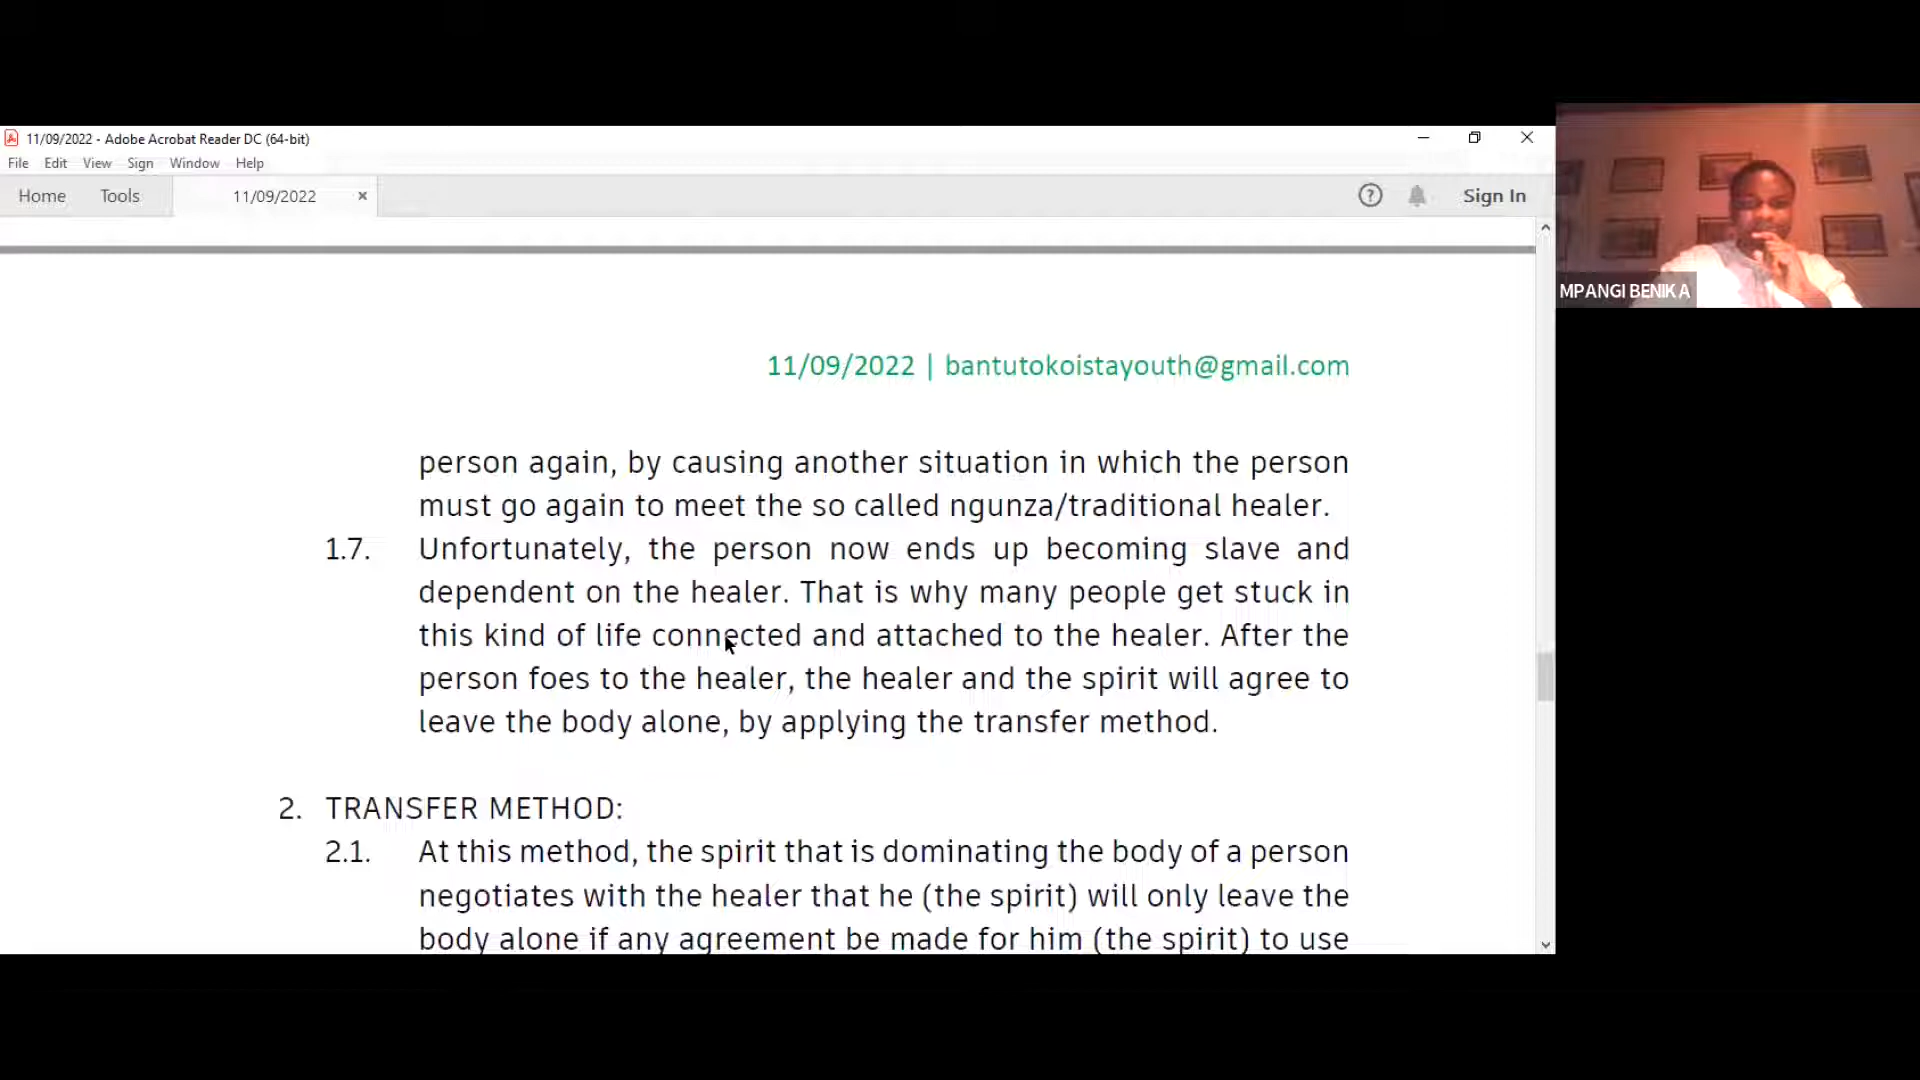 11/09/2022 - Adobe Acrobat Reader DC (64-bit)
File Edit View Sign Window Help
Home Tools 11/09/2022 Sign In
MPANGI BENIKA
11/09/2022 | bantutokoistayouth@gmail.com
person again, by causing another situation in which the person
must go again to meet the so called ngunza/traditional healer.
1.7. Unfortunately, the person now ends up becoming slave and
dependent on the healer. That is why many people get stuck in
this kind of life connected and attached to the healer. After the
person foes to the healer, the healer and the spirit will agree to
leave the body alone, by applying the transfer method.
2. TRANSFER METHOD:
2.1. At this method, the spirit that is dominating the body of a person
negotiates with the healer that he (the spirit) will only leave the
body alone if any agreement be made for him (the spirit) to use